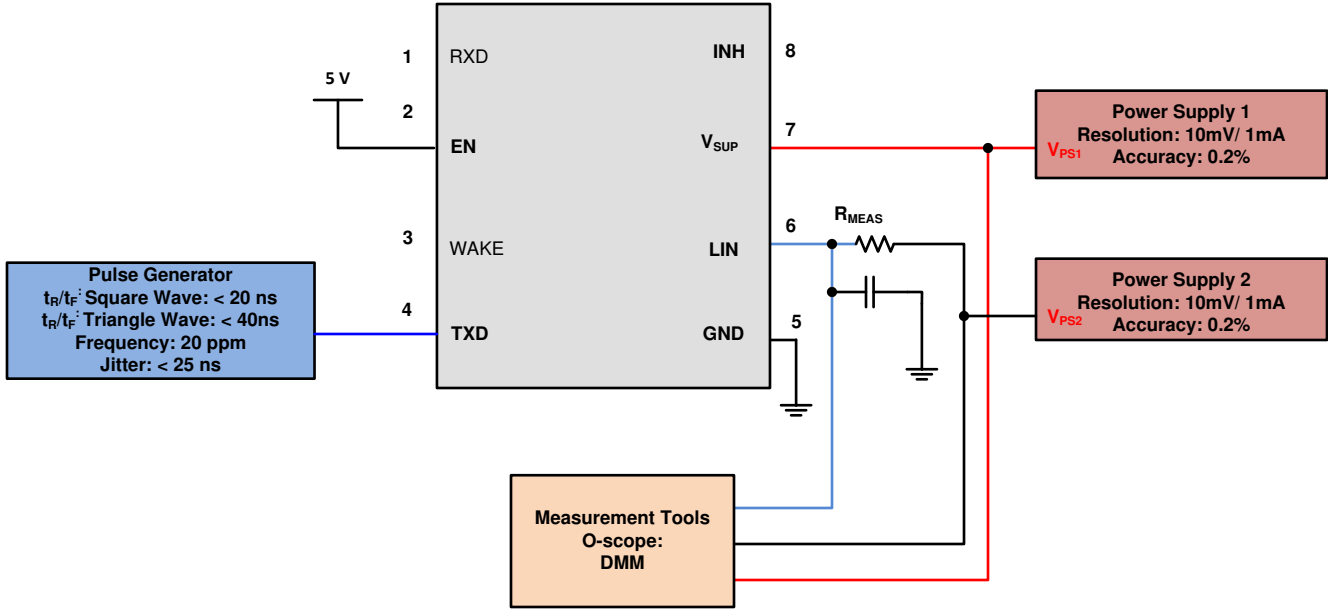 1
RXD
INH
8
5 V
2
EN
V_SUP
7
Power Supply 1
Resolution: 10mV/ 1mA
V_PS1
Accuracy: 0.2%
R_MEAS
3
WAKE
LIN
6
Pulse Generator
t_R/t_F: Square Wave: < 20 ns
t_R/t_F: Triangle Wave: < 40ns
Frequency: 20 ppm
Jitter: < 25 ns
4
TXD
GND
5
Power Supply 2
Resolution: 10mV/ 1mA
V_PS2
Accuracy: 0.2%
Measurement Tools
O-scope:
DMM